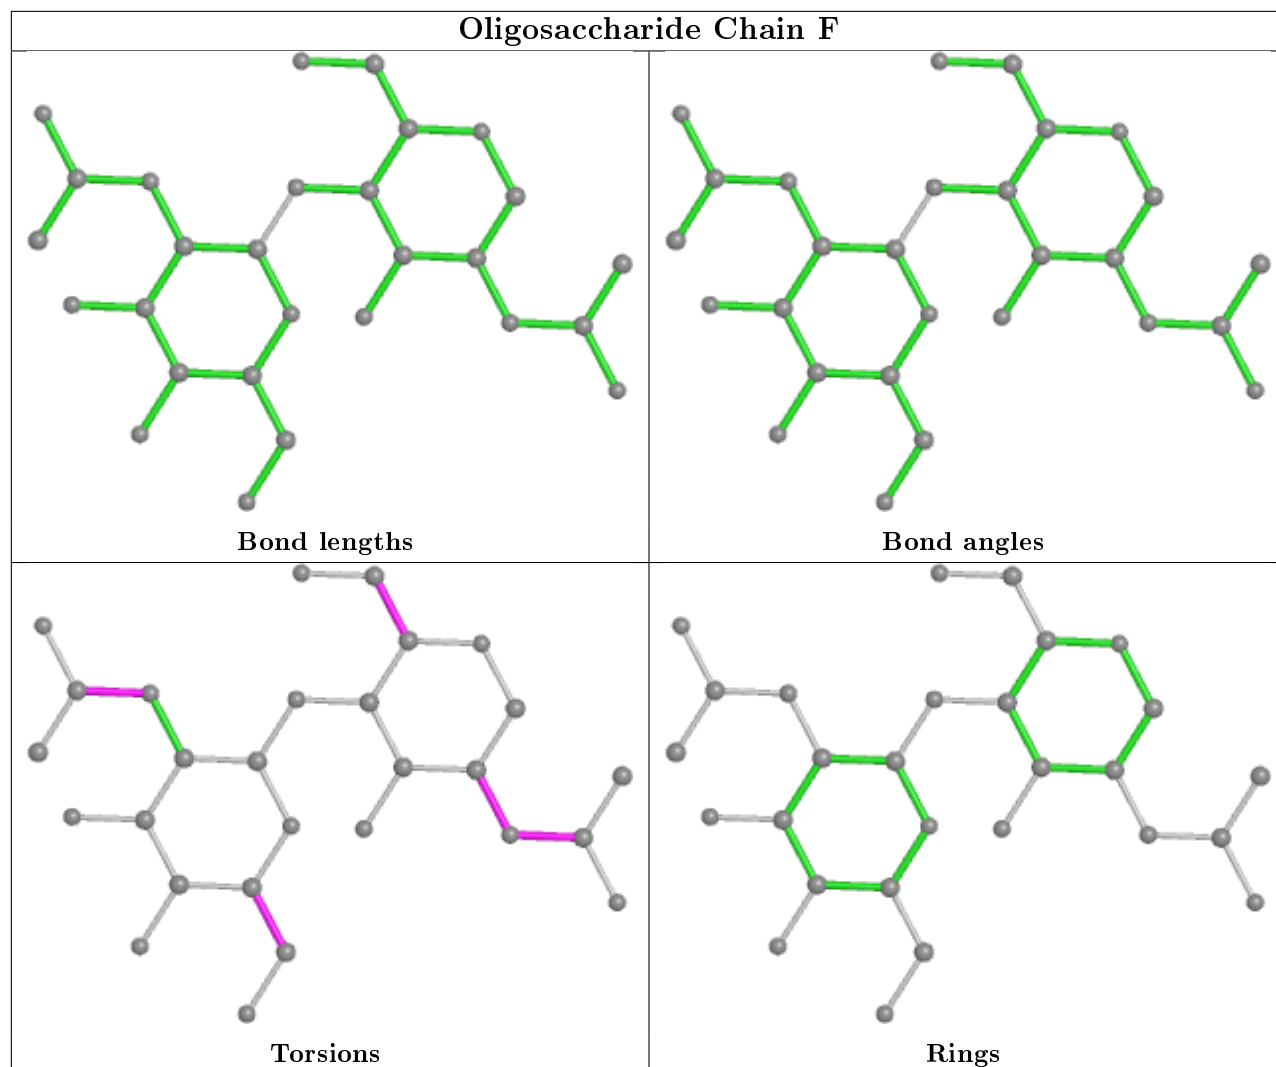 Oligosaccharide Chain F
Bond lengths
Bond angles
Torsions
Rings